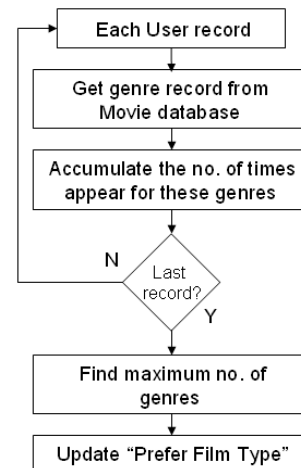 Each User record
Get genre record from
Movie database
Accumulate the no. of times
appear for these genres
N
Last
record?
Y
Find maximum no. of
genres
Update “Prefer Film Type”